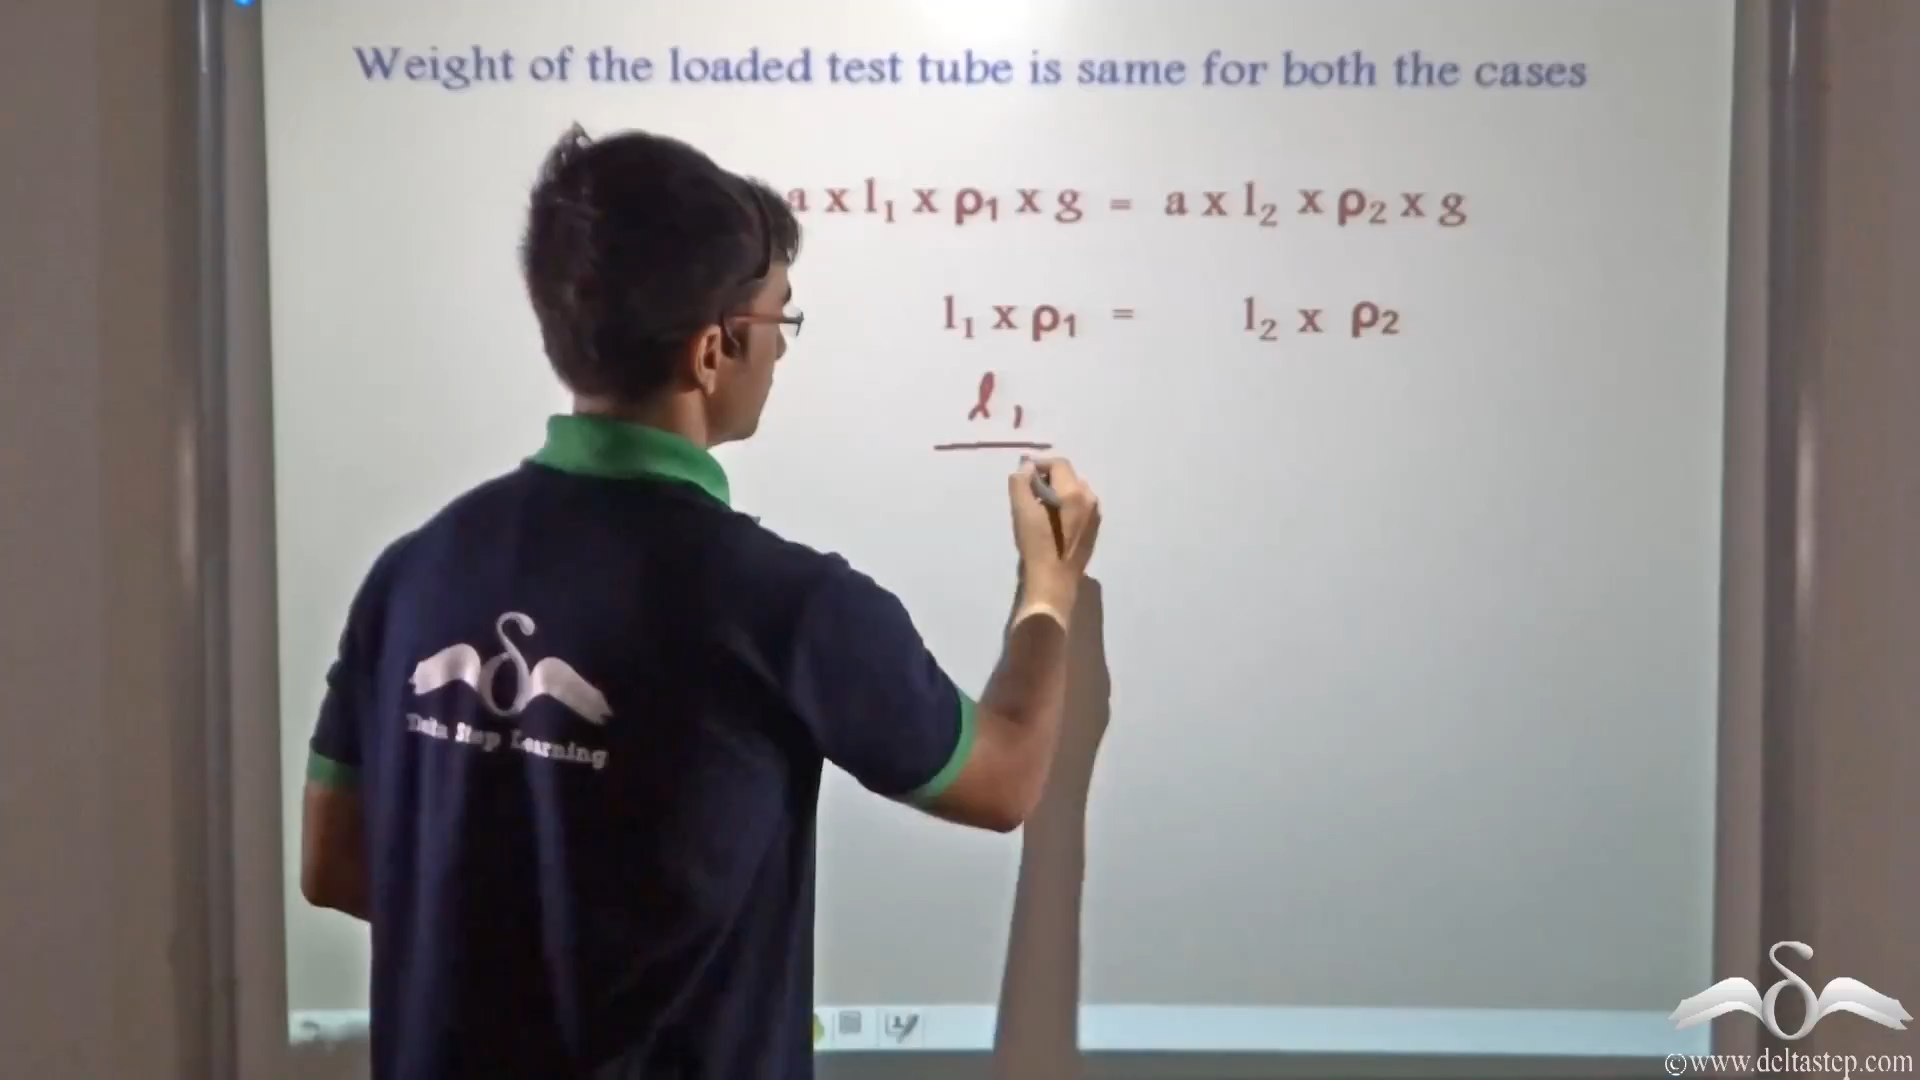 Weight of the loaded test tube is same for both the cases
a x l₁ x ρ₁ x g = a x l₂ x ρ₂ x g
l₁ x ρ₁ = l₂ x ρ₂
l₁
Delta Step Learning
©www.deltastep.com